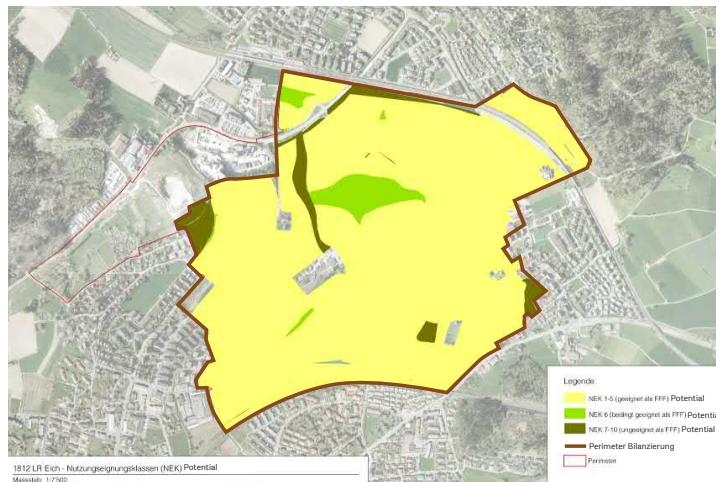 Legende:
NEK 1-5 (geeignet als FFF) Potential
NEK 6 (bedingt geeignet als FFF) Potential
NEK 7-10 (ungeeignet als FFF) Potential
Perimeter Bilanzierung
Perimeter
1812 LR Eich - Nutzungseignungsklassen (NEK) Potential
Massstab: 1:7'500